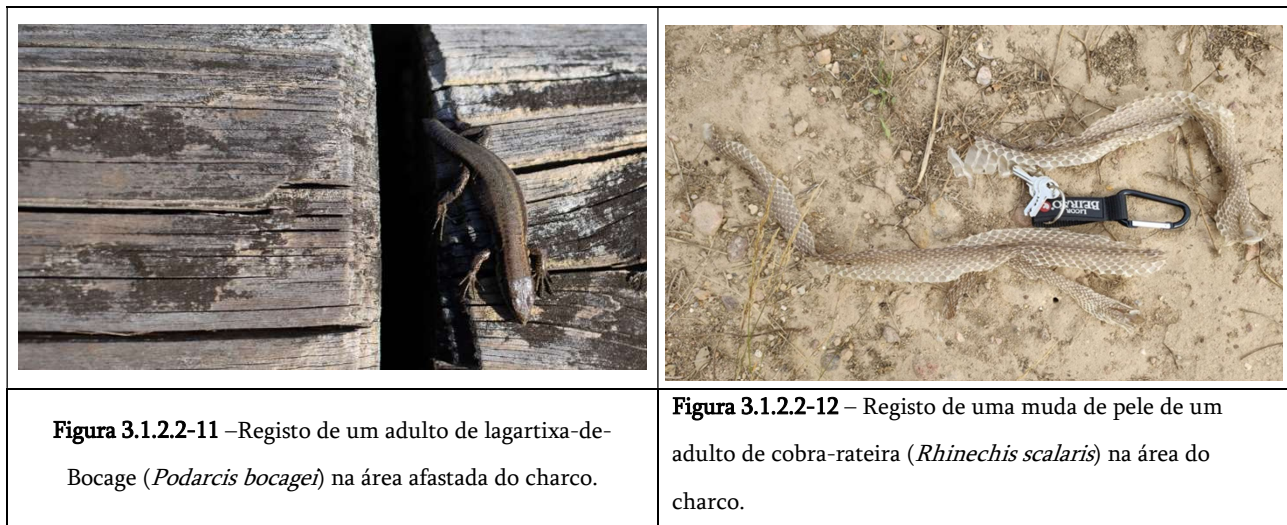 LICOR
BEIRÃO
Figura 3.1.2.2-11 –Registo de um adulto de lagartixa-de-
Bocage (Podarcis bocagei) na área afastada do charco.
Figura 3.1.2.2-12 – Registo de uma muda de pele de um
adulto de cobra-rateira (Rhinechis scalaris) na área do
charco.